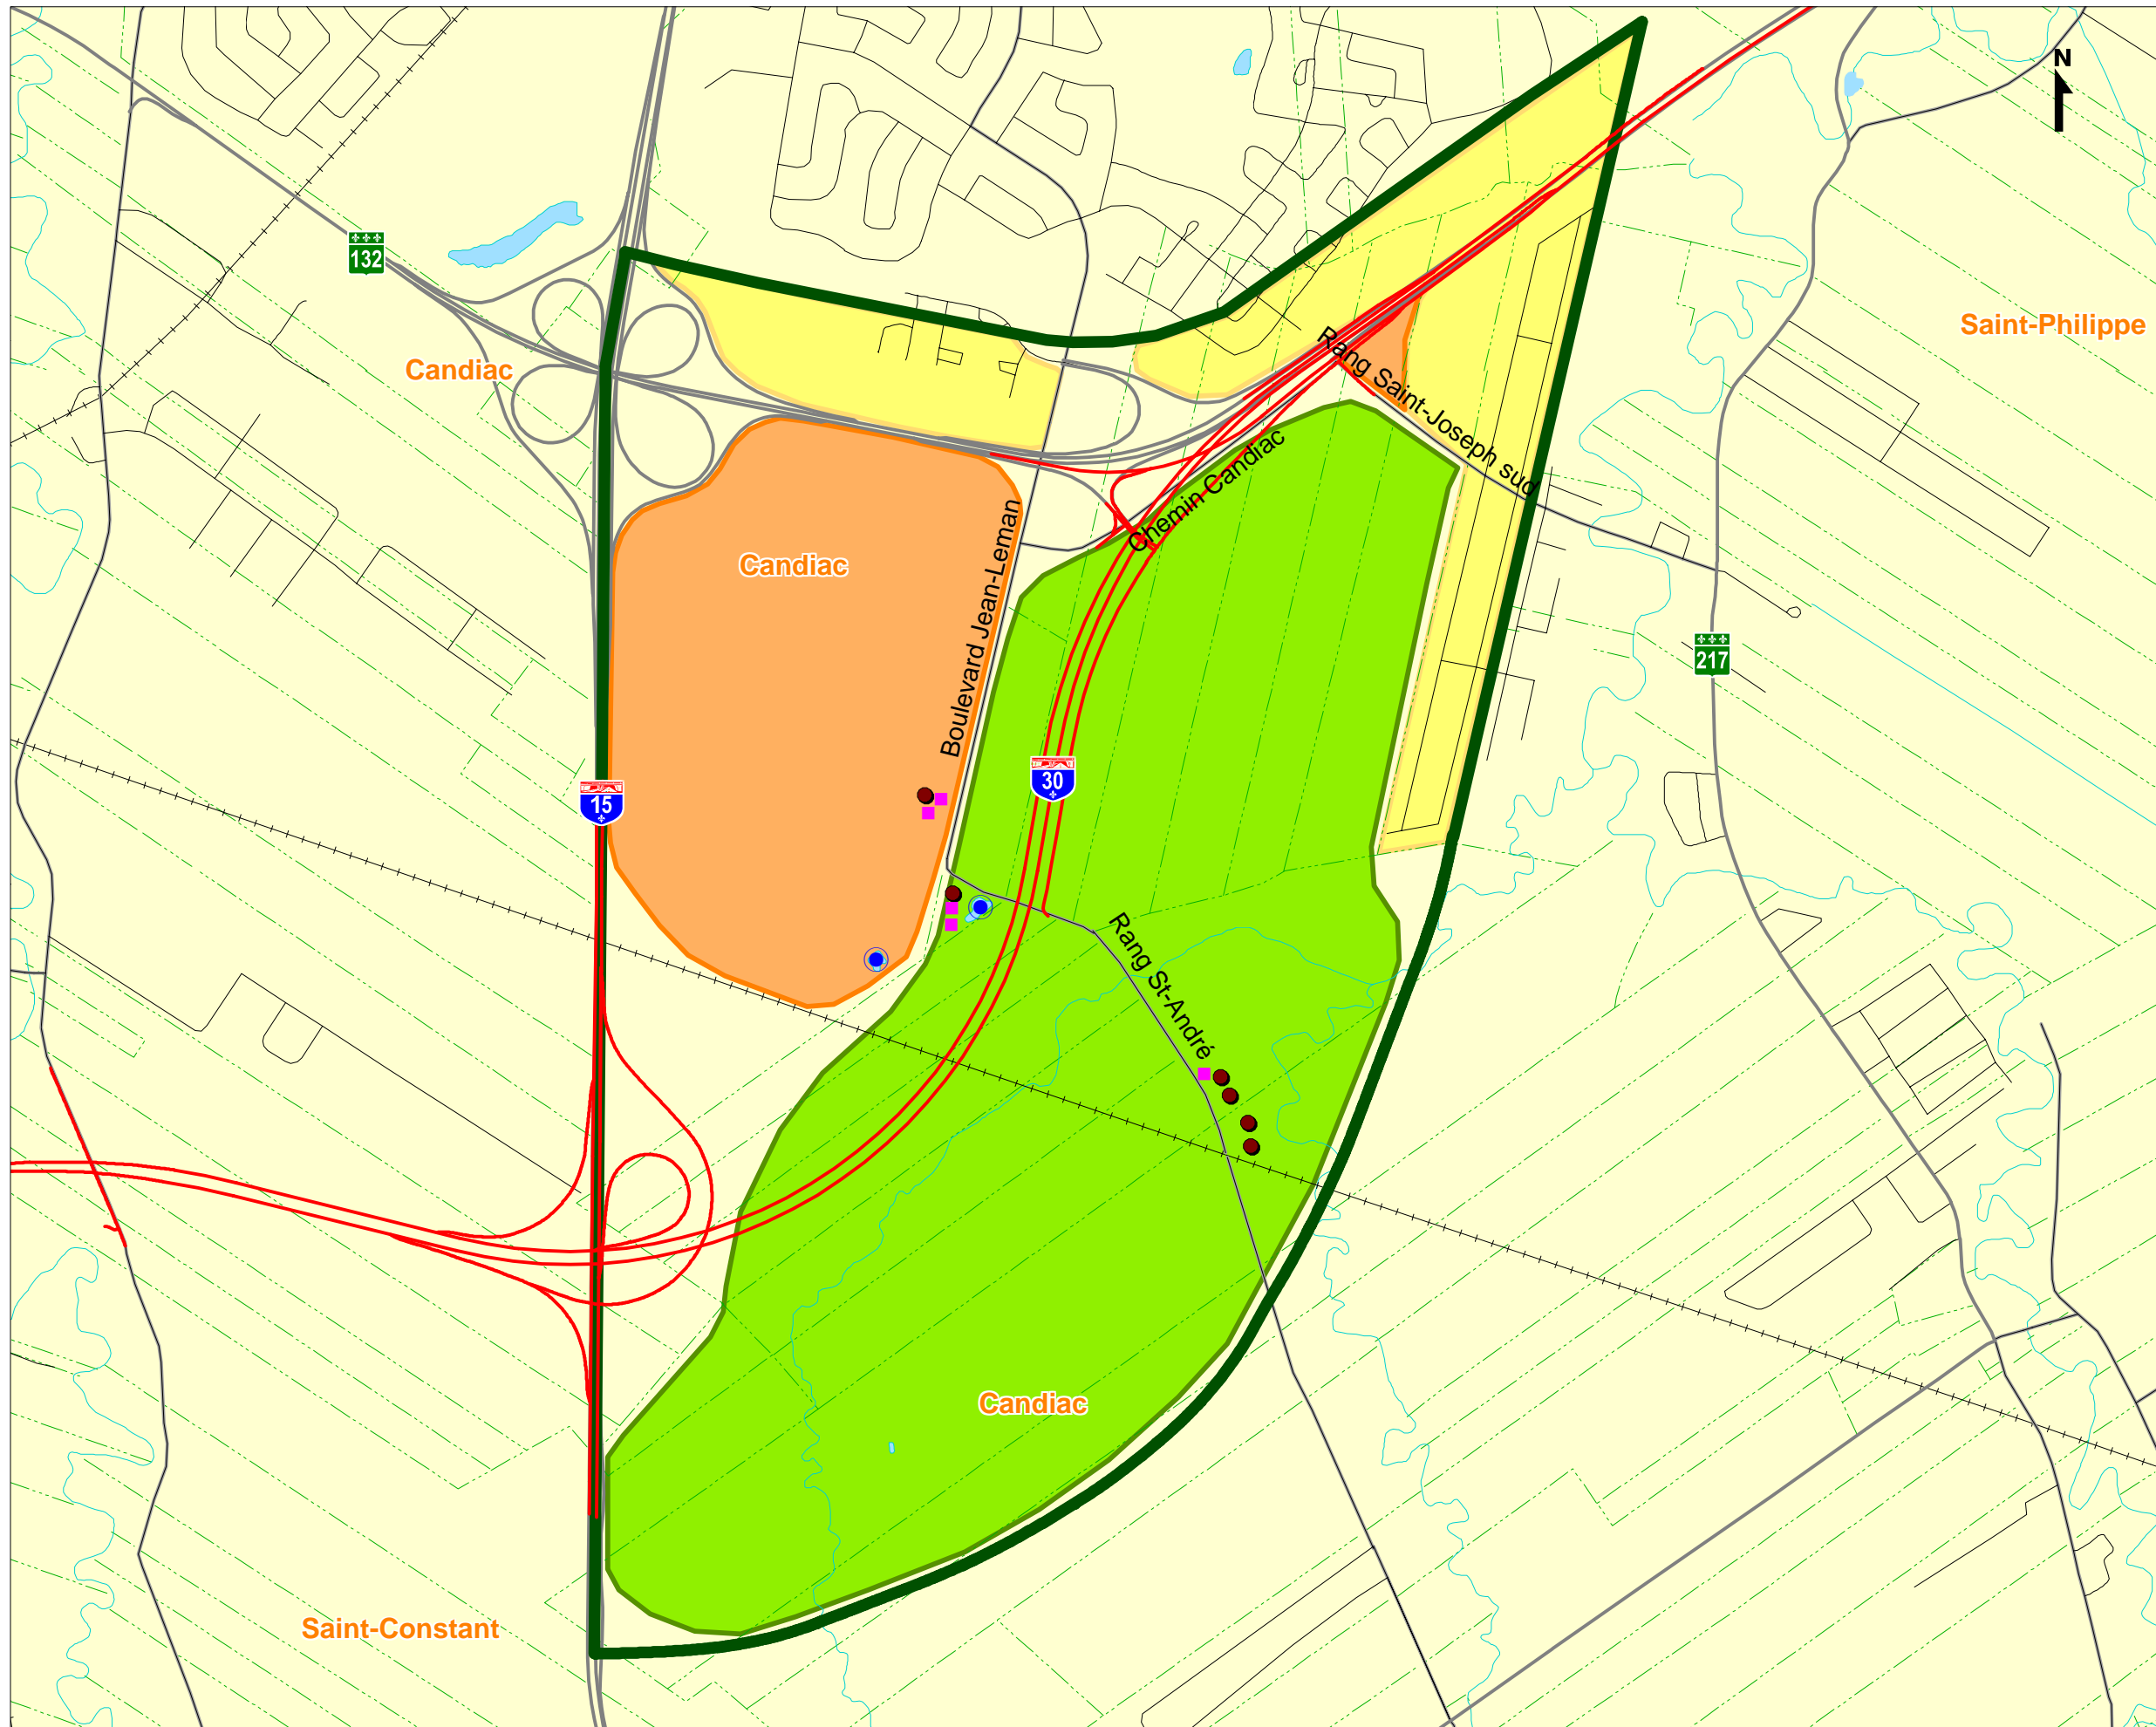 N
132
Saint-Philippe
Candiac
Rang Saint-Joseph sud
Chemin Candiac
Candiac
Boulevard Jean-Leman
217
30
15
Rang St-André
Candiac
Saint-Constant